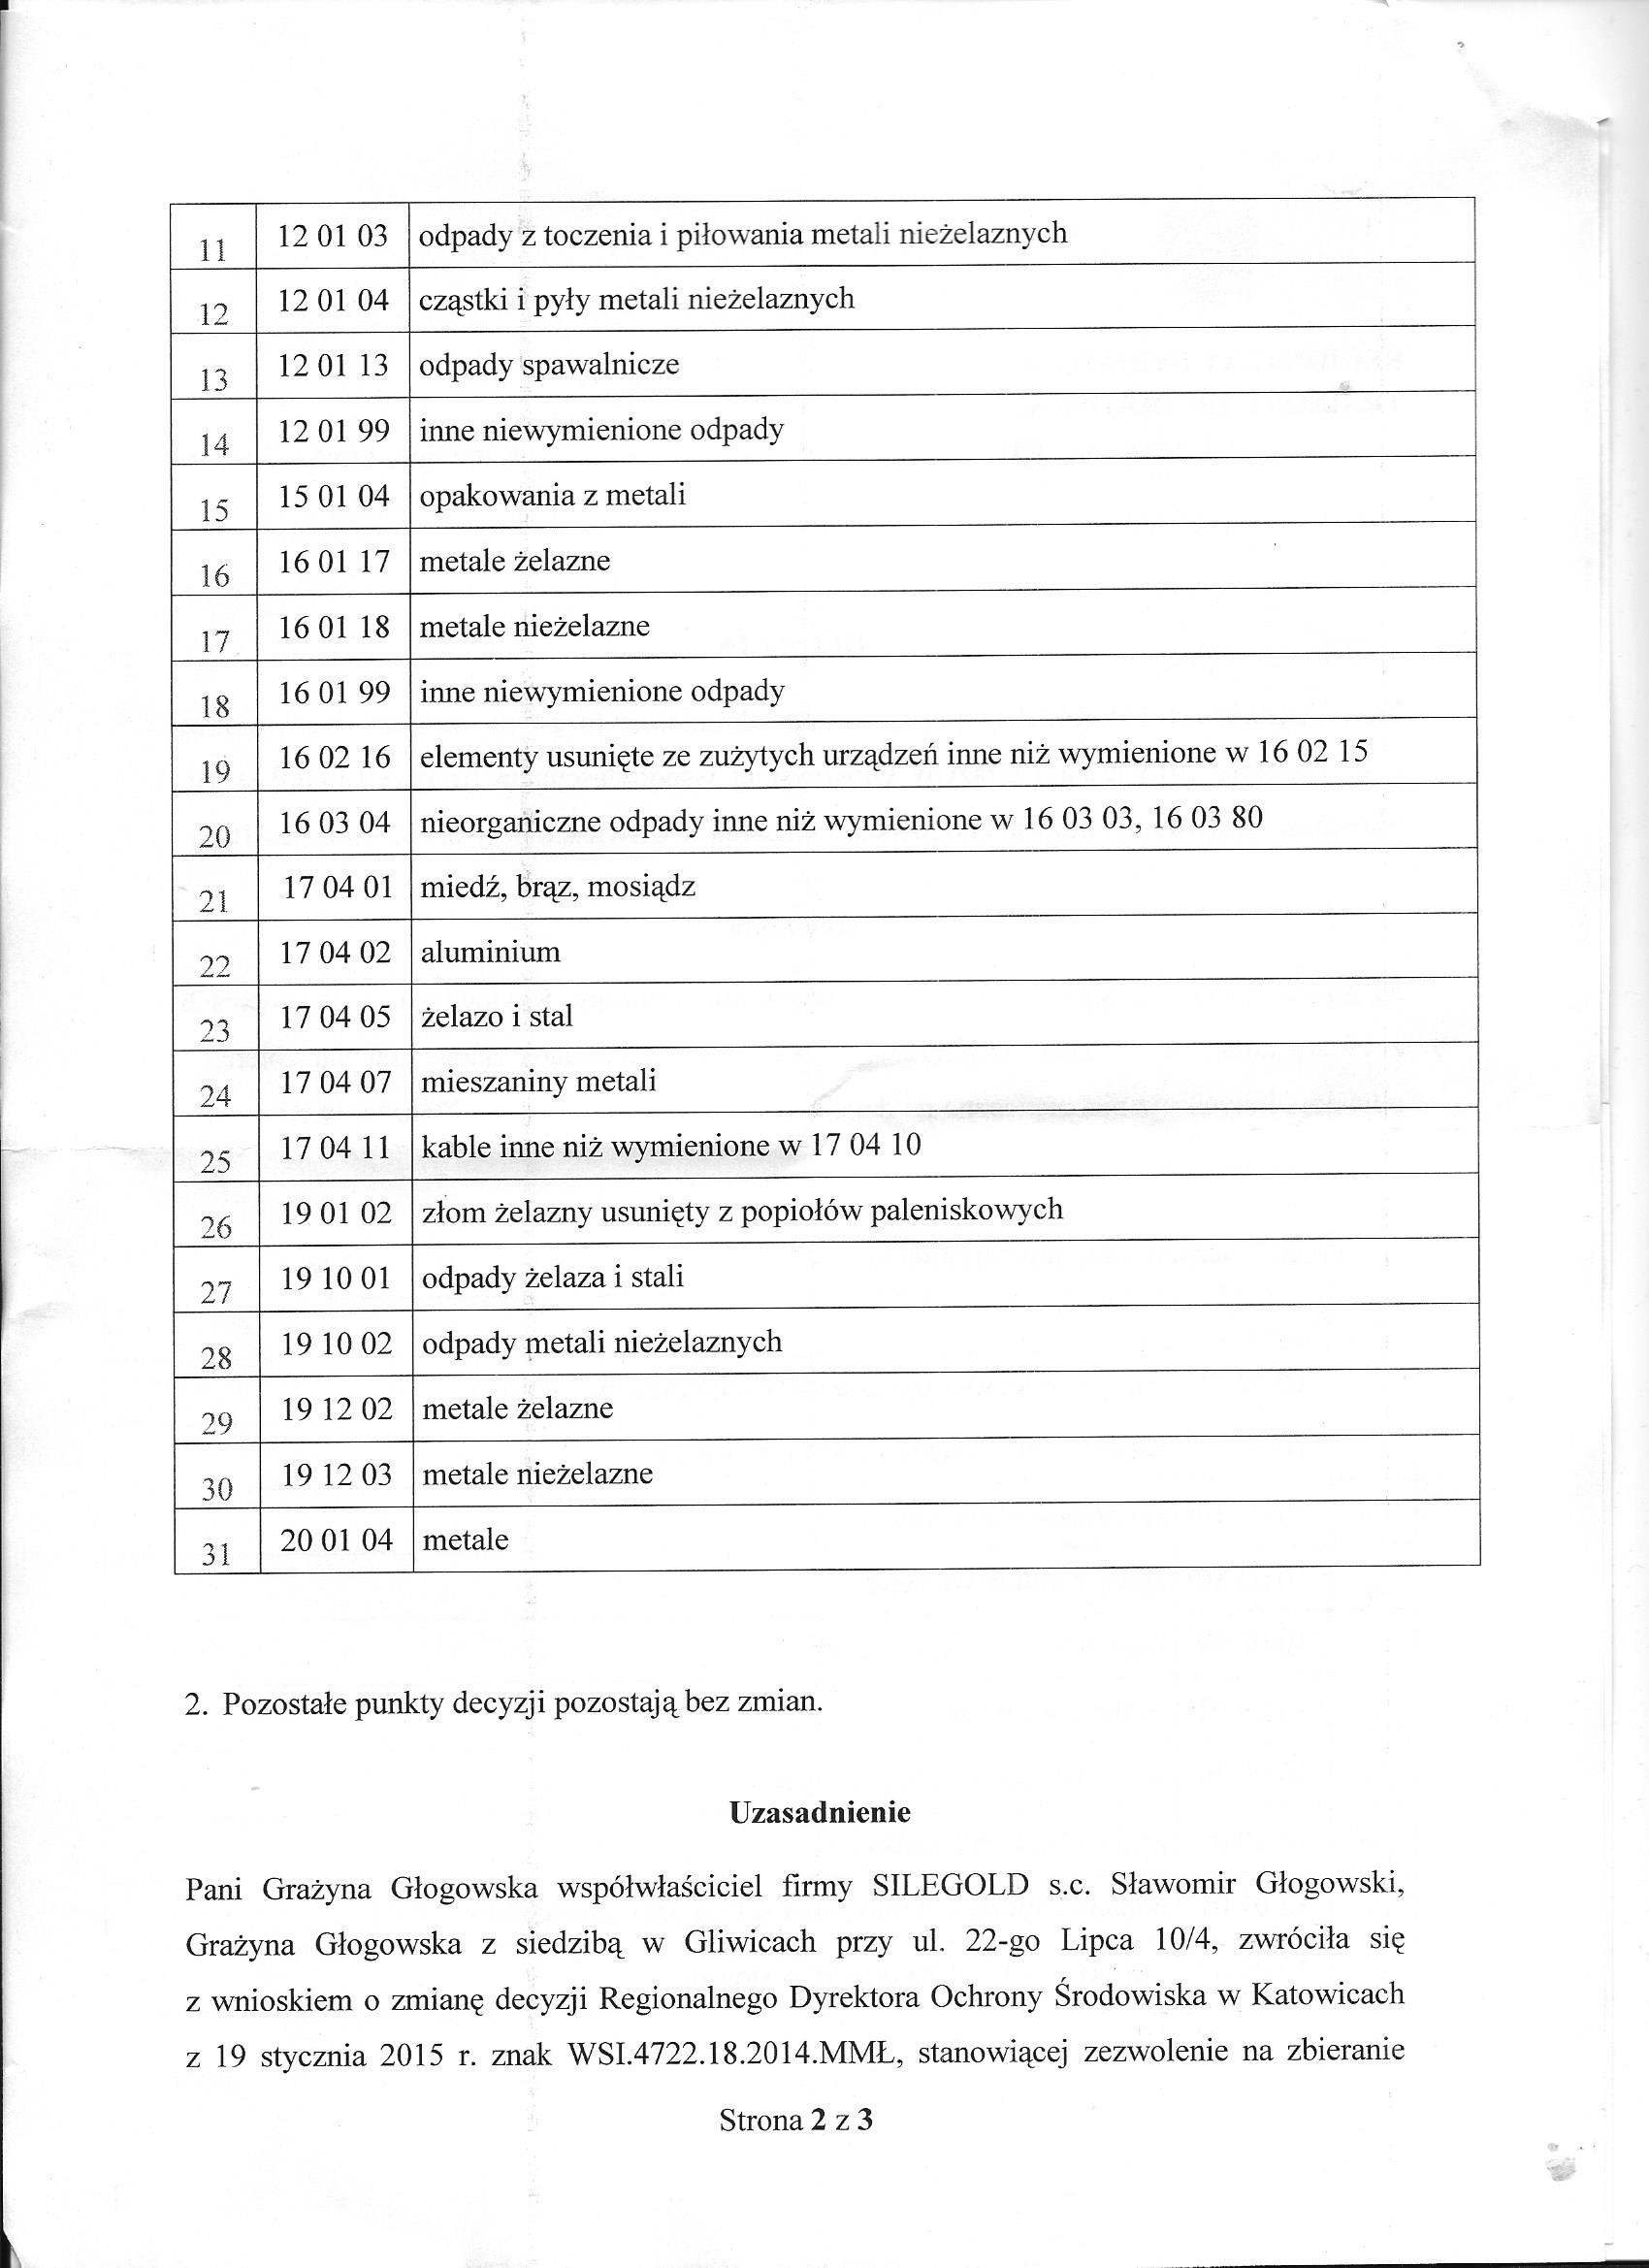 11 12 01 03 odpady z toczenia i piłowania metali nieżelaznych
12 12 01 04 cząstki i pyły metali nieżelaznych
13 12 01 13 odpady spawalnicze
14 12 01 99 inne niewymienione odpady
15 15 01 04 opakowania z metali
16 16 01 17 metale żelazne
17 16 01 18 metale nieżelazne
18 16 01 99 inne niewymienione odpady
19 16 02 16 elementy usunięte ze zużytych urządzeń inne niż wymienione w 16 02 15
20 16 03 04 nieorganiczne odpady inne niż wymienione w 16 03 03, 16 03 80
21 17 04 01 miedź, brąz, mosiądz
22 17 04 02 aluminium
23 17 04 05 żelazo i stal
24 17 04 07 mieszaniny metali
25 17 04 11 kable inne niż wymienione w 17 04 10
26 19 01 02 złom żelazny usunięty z popiołów paleniskowych
27 19 10 01 odpady żelaza i stali
28 19 10 02 odpady metali nieżelaznych
29 19 12 02 metale żelazne
30 19 12 03 metale nieżelazne
31 20 01 04 metale
2. Pozostałe punkty decyzji pozostają bez zmian.
Uzasadnienie
Pani Grażyna Głogowska współwłaściciel firmy SILEGOLD s.c. Sławomir Głogowski,
Grażyna Głogowska z siedzibą w Gliwicach przy ul. 22-go Lipca 10/4, zwróciła się
z wnioskiem o zmianę decyzji Regionalnego Dyrektora Ochrony Środowiska w Katowicach
z 19 stycznia 2015 r. znak WSI.4722.18.2014.MMŁ, stanowiącej zezwolenie na zbieranie
Strona 2 z 3